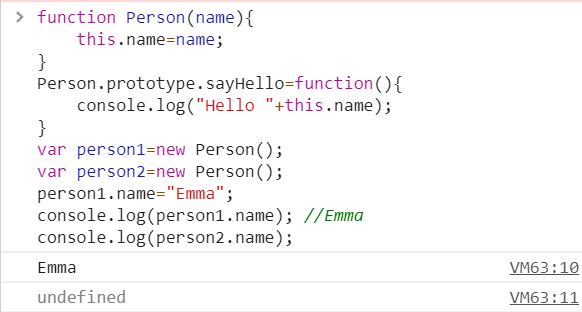 > function Person(name){
    this.name=name;
}
Person.prototype.sayHello=function(){
    console.log("Hello "+this.name);
}
var person1=new Person();
var person2=new Person();
person1.name="Emma";
console.log(person1.name); //Emma
console.log(person2.name);
Emma VM63:10
undefined VM63:11